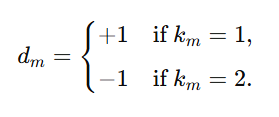 d_m = { +1 if k_m = 1,
−1 if k_m = 2.